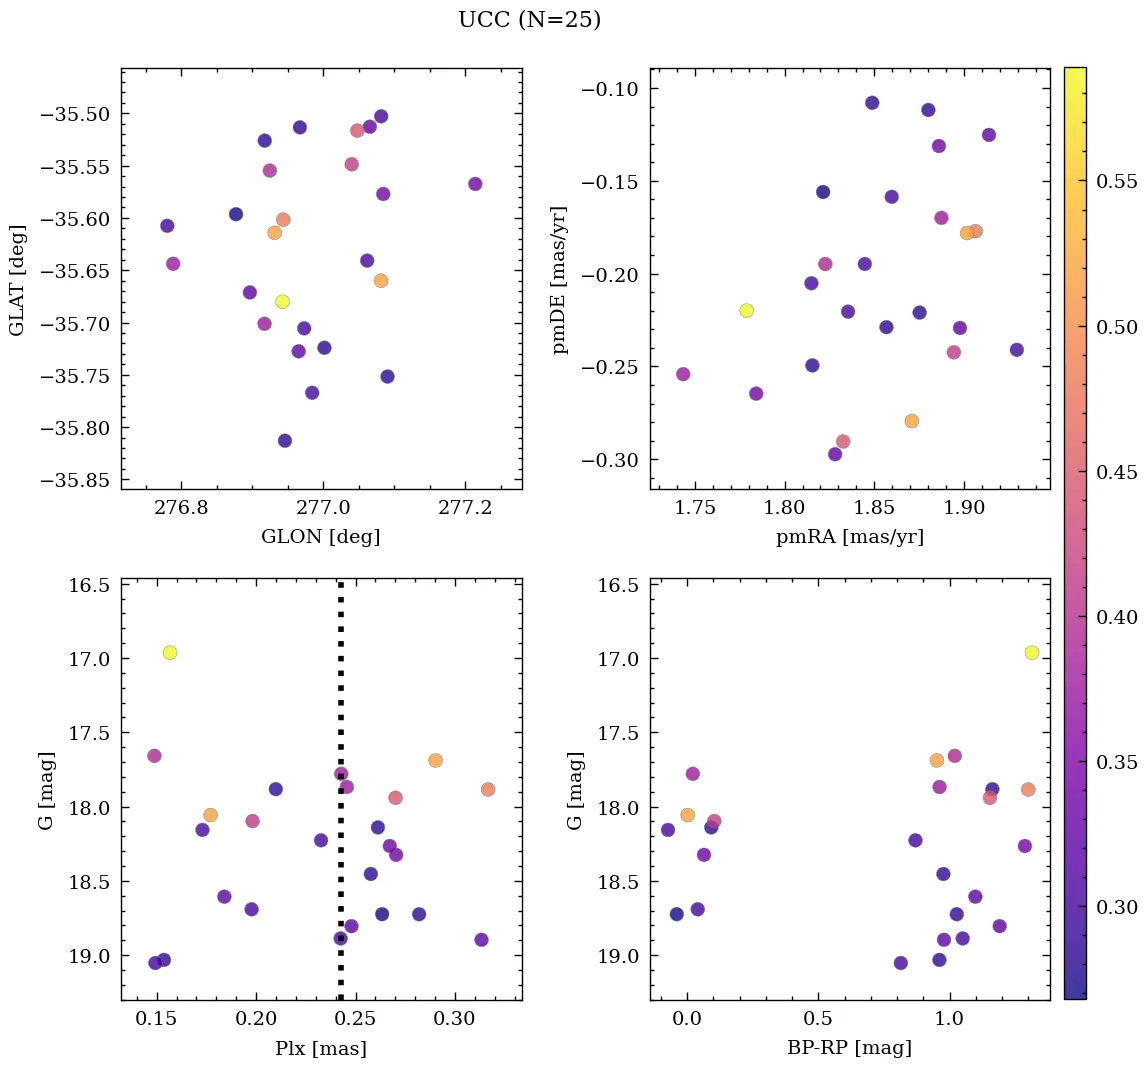 UCC (N=25)
−35.50
−35.55
−35.60
−35.65
−35.70
−35.75
−35.80
−35.85
GLAT [deg]
276.8 277.0 277.2
GLON [deg]
−0.10
−0.15
−0.20
−0.25
−0.30
pmDE [mas/yr]
1.75 1.80 1.85 1.90
pmRA [mas/yr]
16.5
17.0
17.5
18.0
18.5
19.0
G [mag]
0.15 0.20 0.25 0.30
Plx [mas]
16.5
17.0
17.5
18.0
18.5
19.0
G [mag]
0.0 0.5 1.0
BP-RP [mag]
0.55
0.50
0.45
0.40
0.35
0.30